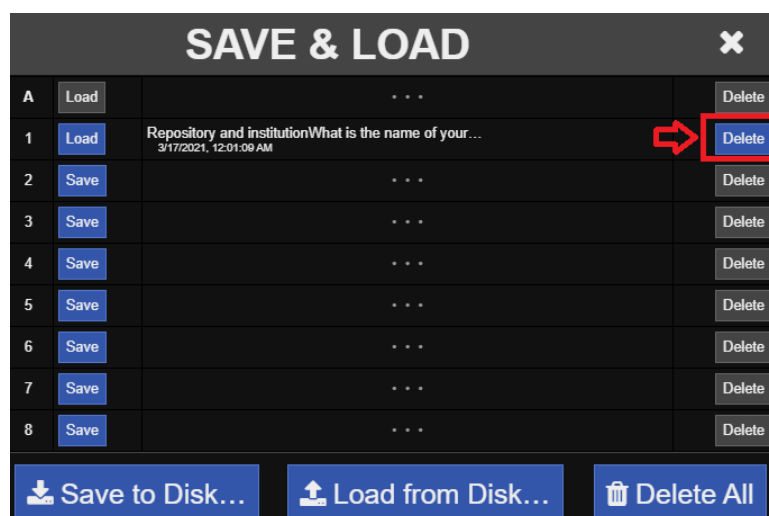 SAVE & LOAD ✖
A Load • • • Delete
1 Load Repository and institutionWhat is the name of your… Delete
3/17/2021, 12:01:09 AM
2 Save • • • Delete
3 Save • • • Delete
4 Save • • • Delete
5 Save • • • Delete
6 Save • • • Delete
7 Save • • • Delete
8 Save • • • Delete
Save to Disk… Load from Disk… Delete All